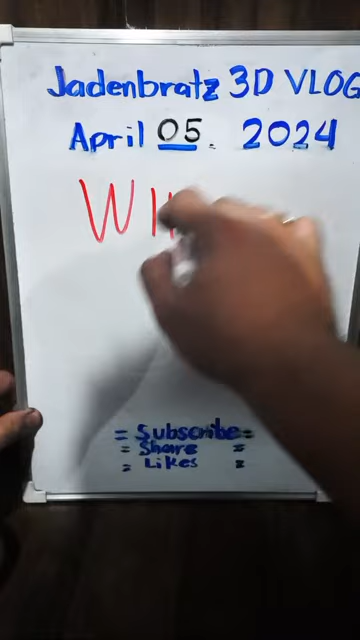 Jadenbratz 3D VLOG
April 05. 2024
W
= Subscribe =
= Share =
= Likes =